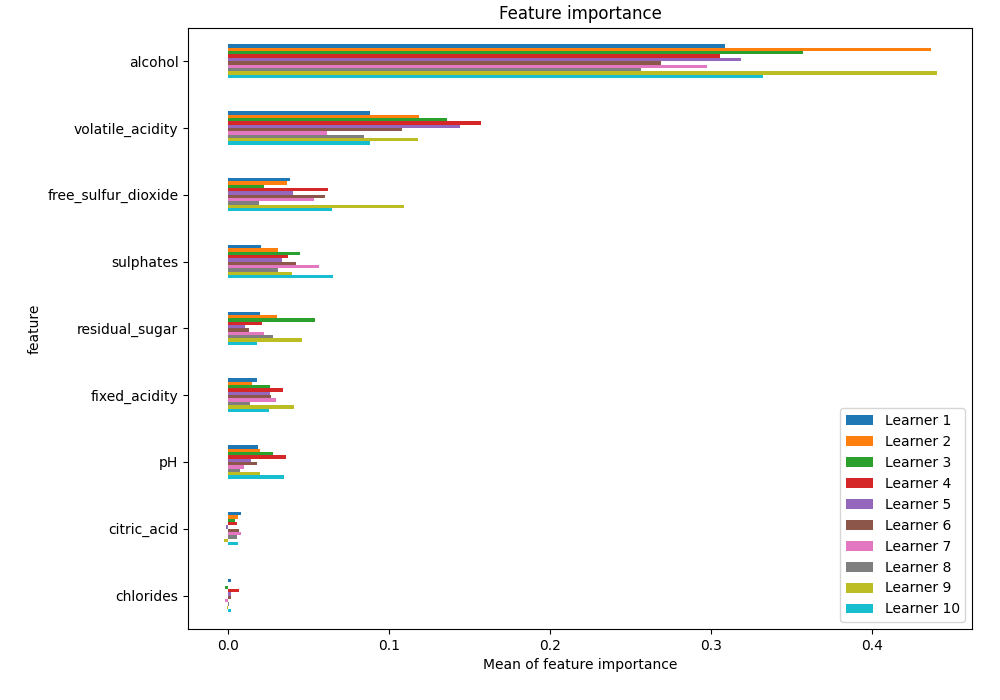 Feature importance
alcohol
volatile_acidity
free_sulfur_dioxide
sulphates
residual_sugar
fixed_acidity
pH
citric_acid
chlorides
feature
Learner 1
Learner 2
Learner 3
Learner 4
Learner 5
Learner 6
Learner 7
Learner 8
Learner 9
Learner 10
0.0 0.1 0.2 0.3 0.4
Mean of feature importance